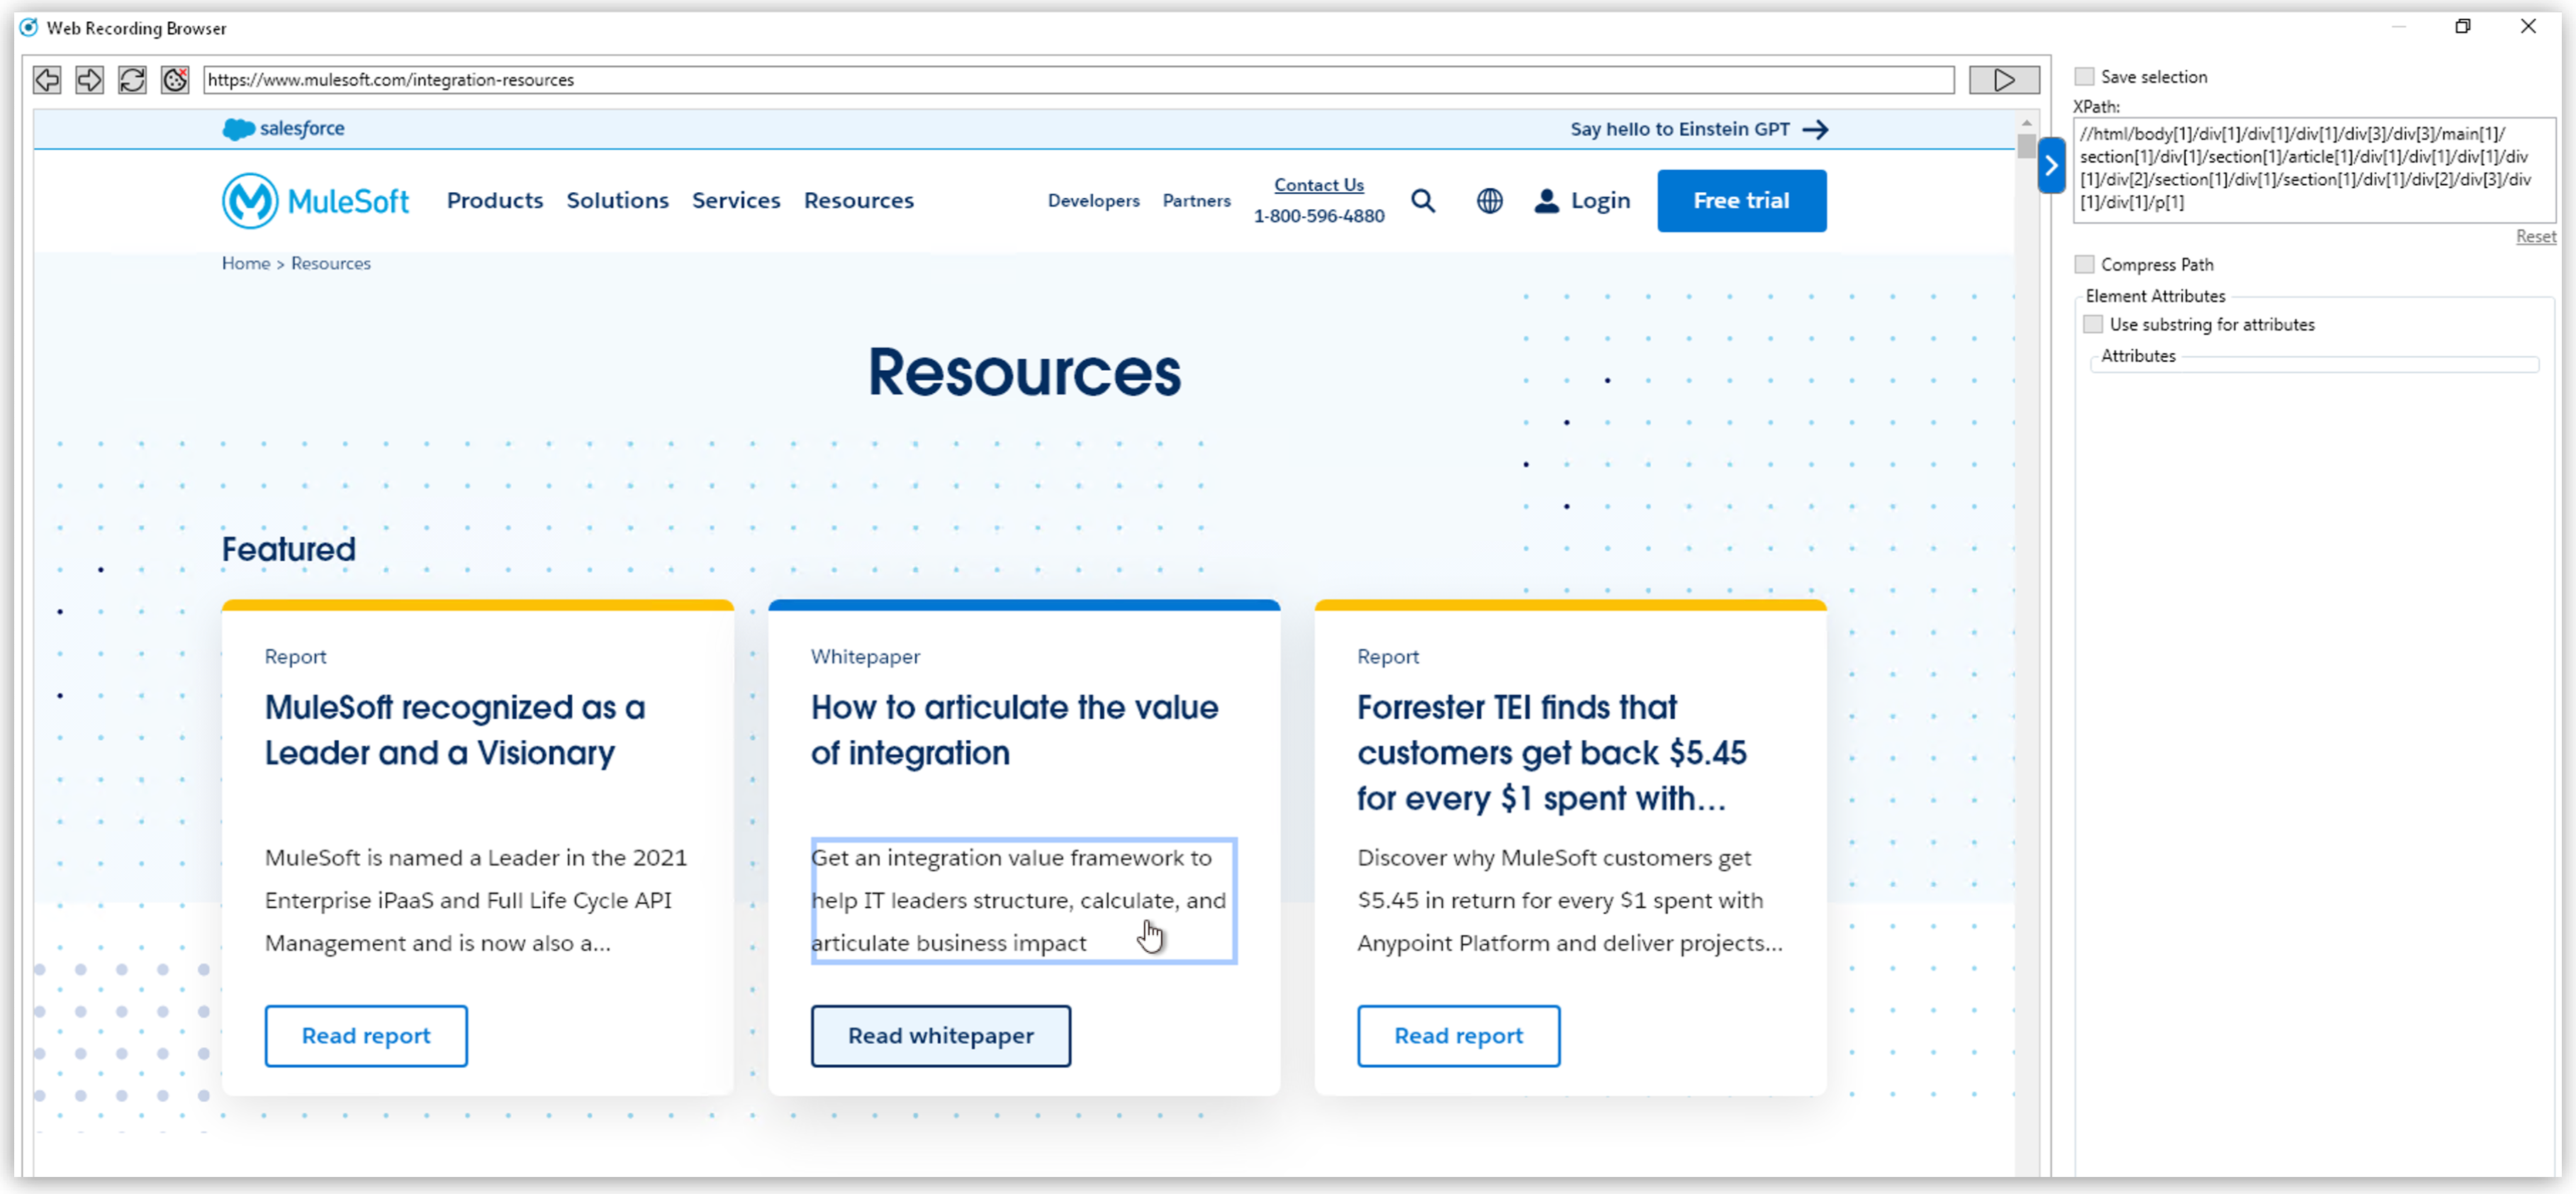 Web Recording Browser
https://www.mulesoft.com/integration-resources
salesforce
Say hello to Einstein GPT
MuleSoft
Products
Solutions
Services
Resources
Developers
Partners
Contact Us
1-800-596-4880
Login
Free trial
Home > Resources
Resources
Featured
Report
MuleSoft recognized as a
Leader and a Visionary
MuleSoft is named a Leader in the 2021
Enterprise iPaaS and Full Life Cycle API
Management and is now also a...
Read report
Whitepaper
How to articulate the value
of integration
Get an integration value framework to
help IT leaders structure, calculate, and
articulate business impact
Read whitepaper
Report
Forrester TEI finds that
customers get back $5.45
for every $1 spent with...
Discover why MuleSoft customers get
$5.45 in return for every $1 spent with
Anypoint Platform and deliver projects...
Read report
Save selection
XPath:
//html/body[1]/div[1]/div[1]/div[1]/div[3]/div[3]/main[1]/
section[1]/div[1]/section[1]/article[1]/div[1]/div[1]/div[1]/div
[1]/div[2]/section[1]/div[1]/section[1]/div[1]/div[2]/div[3]/div
[1]/div[1]/p[1]
Reset
Compress Path
Element Attributes
Use substring for attributes
Attributes